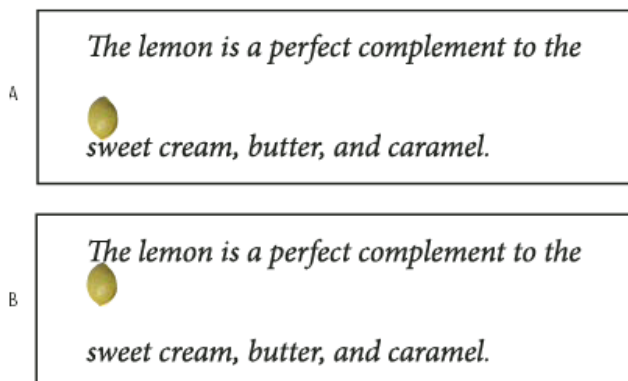 A
The lemon is a perfect complement to the
sweet cream, butter, and caramel.
B
The lemon is a perfect complement to the
sweet cream, butter, and caramel.